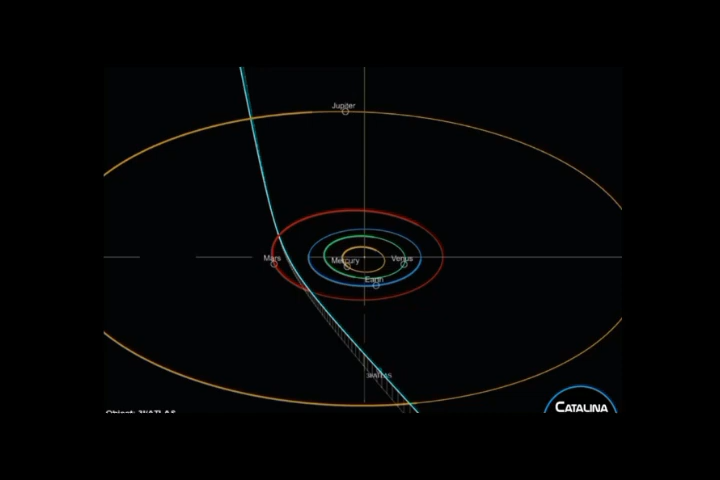 Jupiter
Mars
Mercury
Venus
Earth
3I/ATLAS
CATALINA